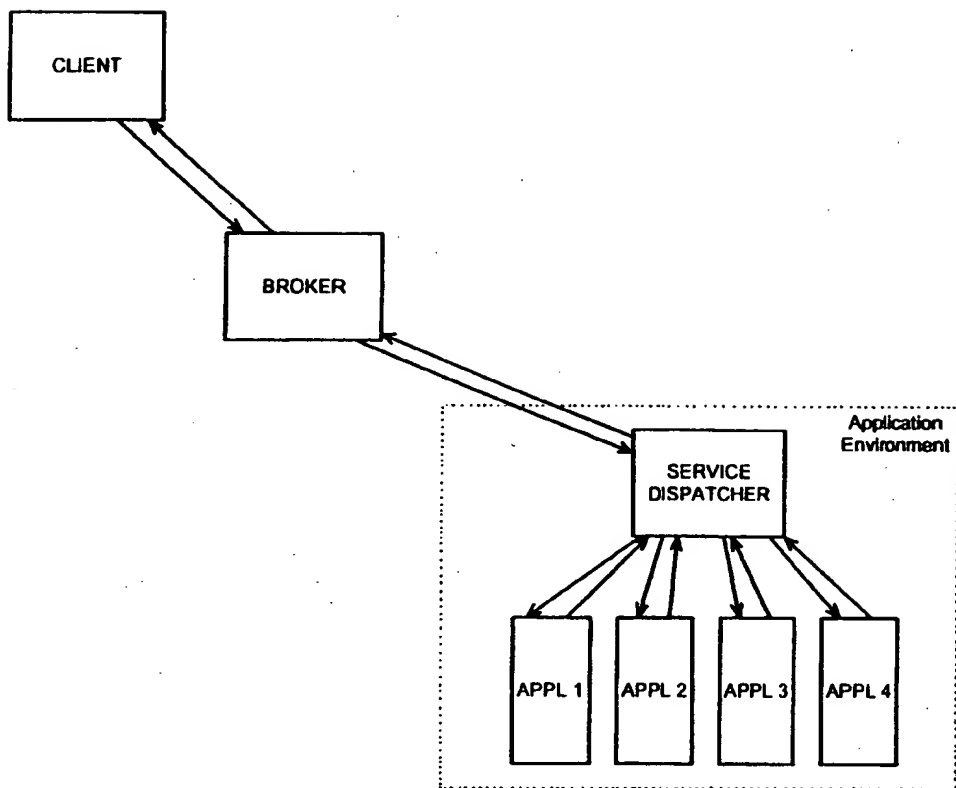 CLIENT
BROKER
Application
Environment
SERVICE
DISPATCHER
APPL 1
APPL 2
APPL 3
APPL 4